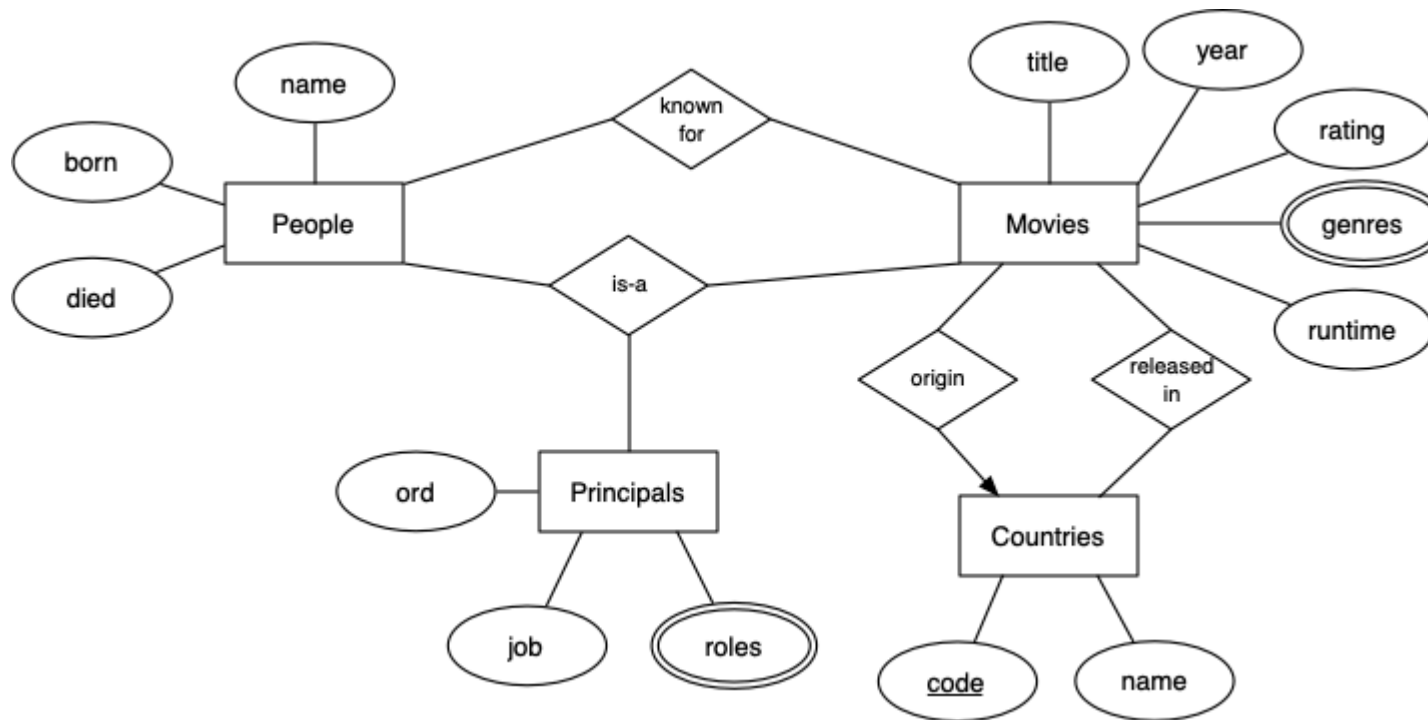 title
year
name
known
for
rating
born
People
Movies
genres
died
is-a
runtime
origin
released
in
ord
Principals
Countries
job
roles
code
name